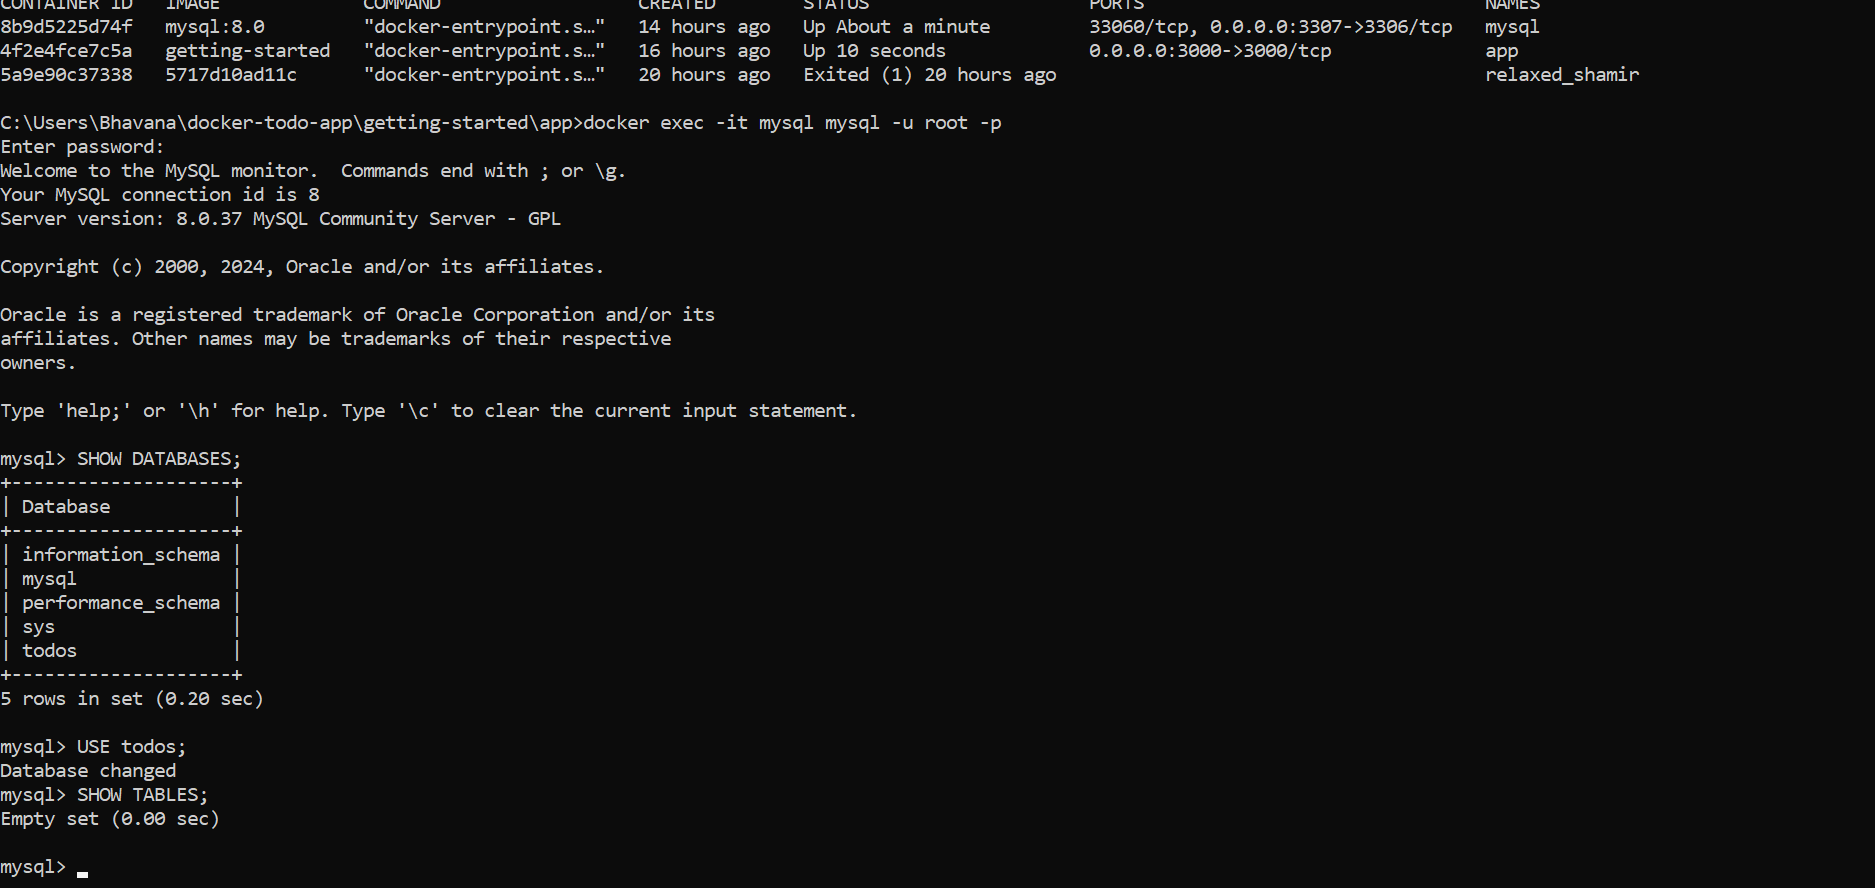 CONTAINER ID   IMAGE             COMMAND                  CREATED        STATUS                     PORTS                               NAMES
8b9d5225d74f   mysql:8.0         "docker-entrypoint.s…"   14 hours ago   Up About a minute          33060/tcp, 0.0.0.0:3307->3306/tcp   mysql
4f2e4fce7c5a   getting-started   "docker-entrypoint.s…"   16 hours ago   Up 10 seconds              0.0.0.0:3000->3000/tcp              app
5a9e90c37338   5717d10ad11c      "docker-entrypoint.s…"   20 hours ago   Exited (1) 20 hours ago                                        relaxed_shamir
C:\Users\Bhavana\docker-todo-app\getting-started\app>docker exec -it mysql mysql -u root -p
Enter password:
Welcome to the MySQL monitor.  Commands end with ; or \g.
Your MySQL connection id is 8
Server version: 8.0.37 MySQL Community Server - GPL
Copyright (c) 2000, 2024, Oracle and/or its affiliates.
Oracle is a registered trademark of Oracle Corporation and/or its
affiliates. Other names may be trademarks of their respective
owners.
Type 'help;' or '\h' for help. Type '\c' to clear the current input statement.
mysql> SHOW DATABASES;
+--------------------+
| Database           |
+--------------------+
| information_schema |
| mysql              |
| performance_schema |
| sys                |
| todos              |
+--------------------+
5 rows in set (0.20 sec)
mysql> USE todos;
Database changed
mysql> SHOW TABLES;
Empty set (0.00 sec)
mysql>